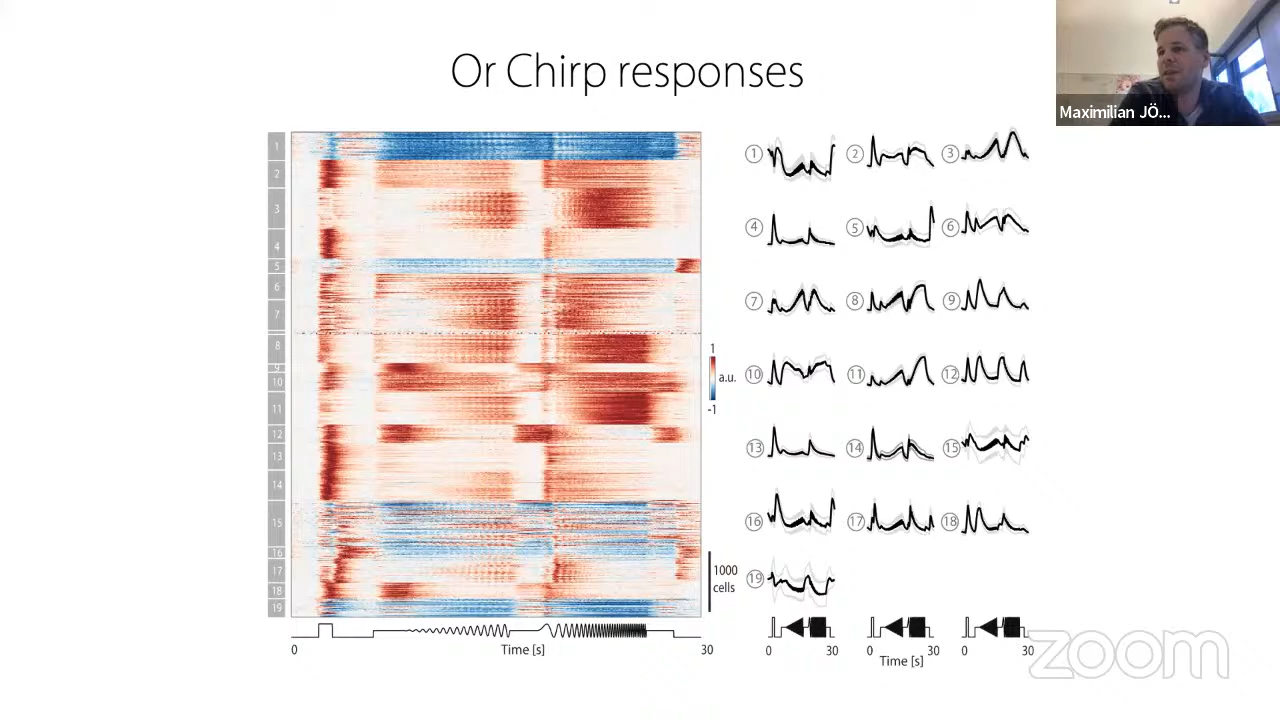 Or Chirp responses
Maximilian JÖ...
1
2
3
4
5
6
7
8
9
10
11
12
13
14
15
16
17
18
19
1
a.u.
-1
1000
cells
0
Time [s]
30
1 2 3
4 5 6
7 8 9
10 11 12
13 14 15
16 17 18
19
0 30 0 30 0 30
Time [s]
zoom